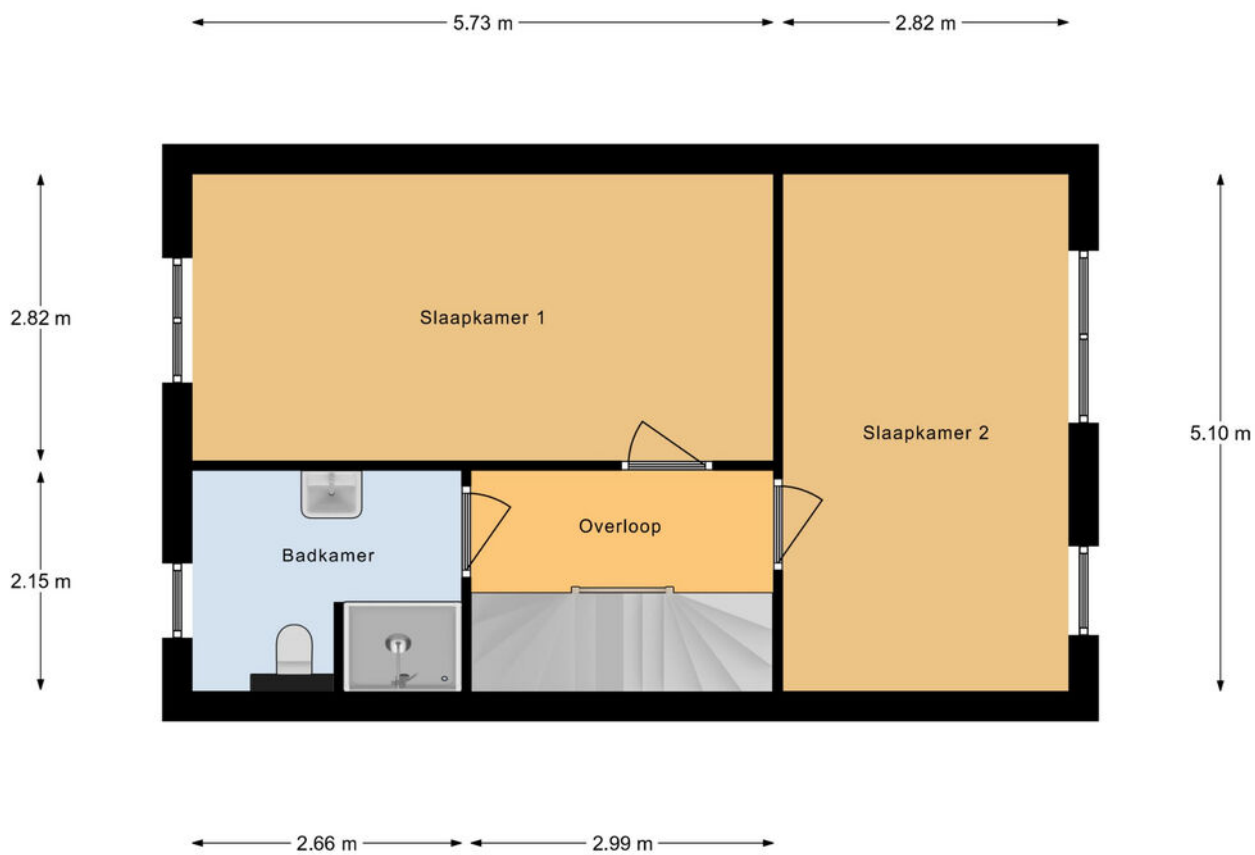 5.73 m
2.82 m
2.82 m
Slaapkamer 1
Slaapkamer 2
5.10 m
Overloop
Badkamer
2.15 m
2.66 m
2.99 m